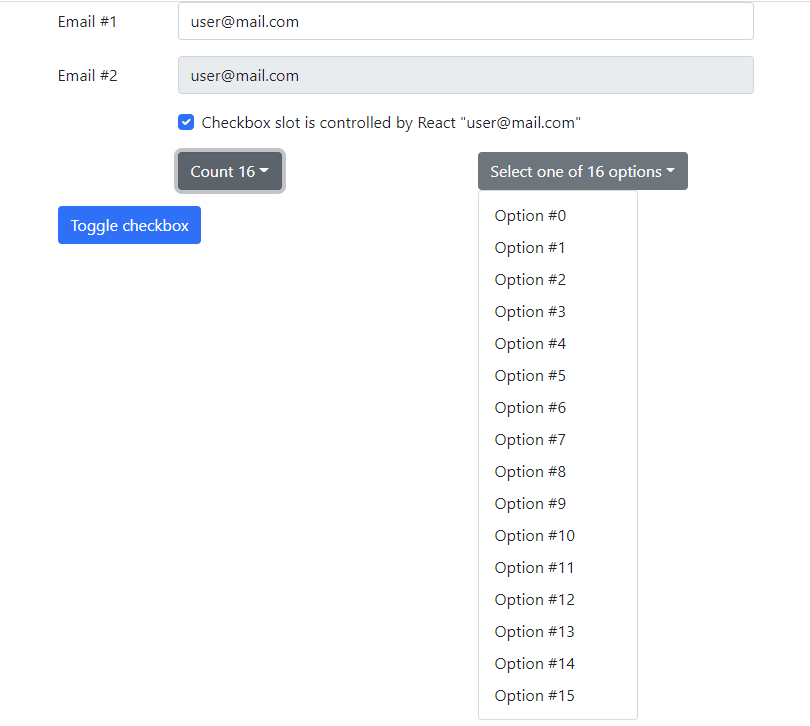 Email #1 user@mail.com
Email #2 user@mail.com
Checkbox slot is controlled by React "user@mail.com"
Count 16 Select one of 16 options
Toggle checkbox
Option #0
Option #1
Option #2
Option #3
Option #4
Option #5
Option #6
Option #7
Option #8
Option #9
Option #10
Option #11
Option #12
Option #13
Option #14
Option #15